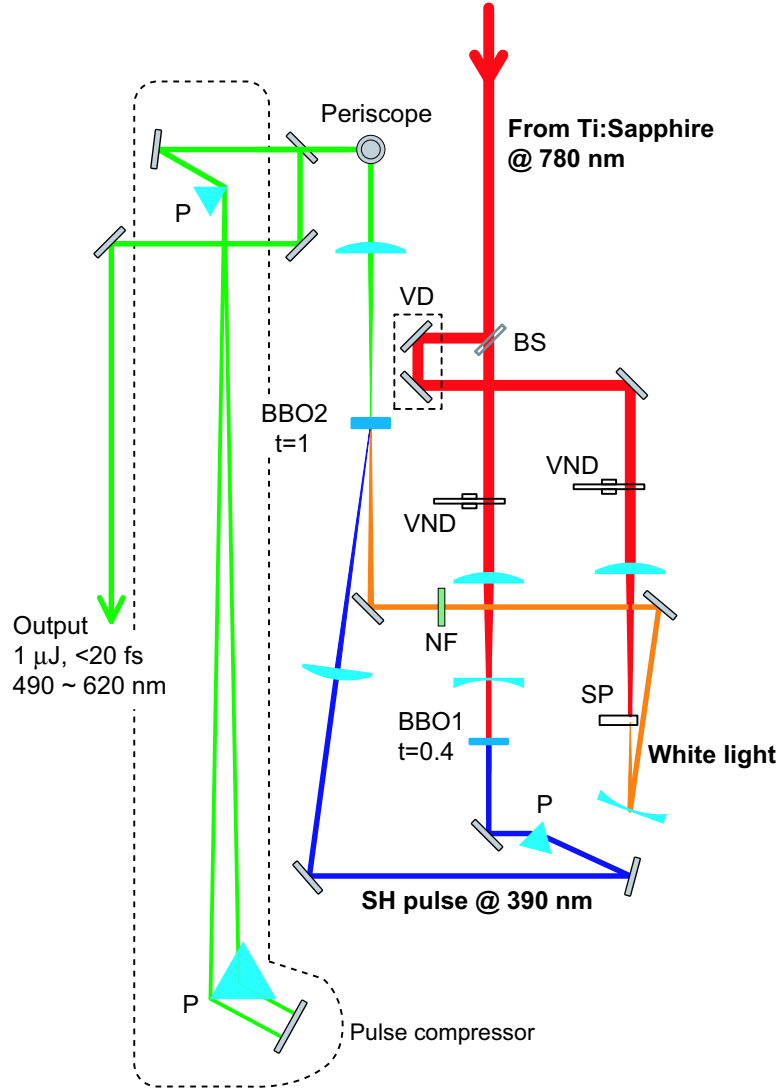 Periscope
From Ti:Sapphire
@ 780 nm
P
VD
BS
BBO2
t=1
VND
VND
Output
1 μJ, <20 fs
490 ~ 620 nm
NF
SP
BBO1
t=0.4
White light
P
SH pulse @ 390 nm
P
Pulse compressor